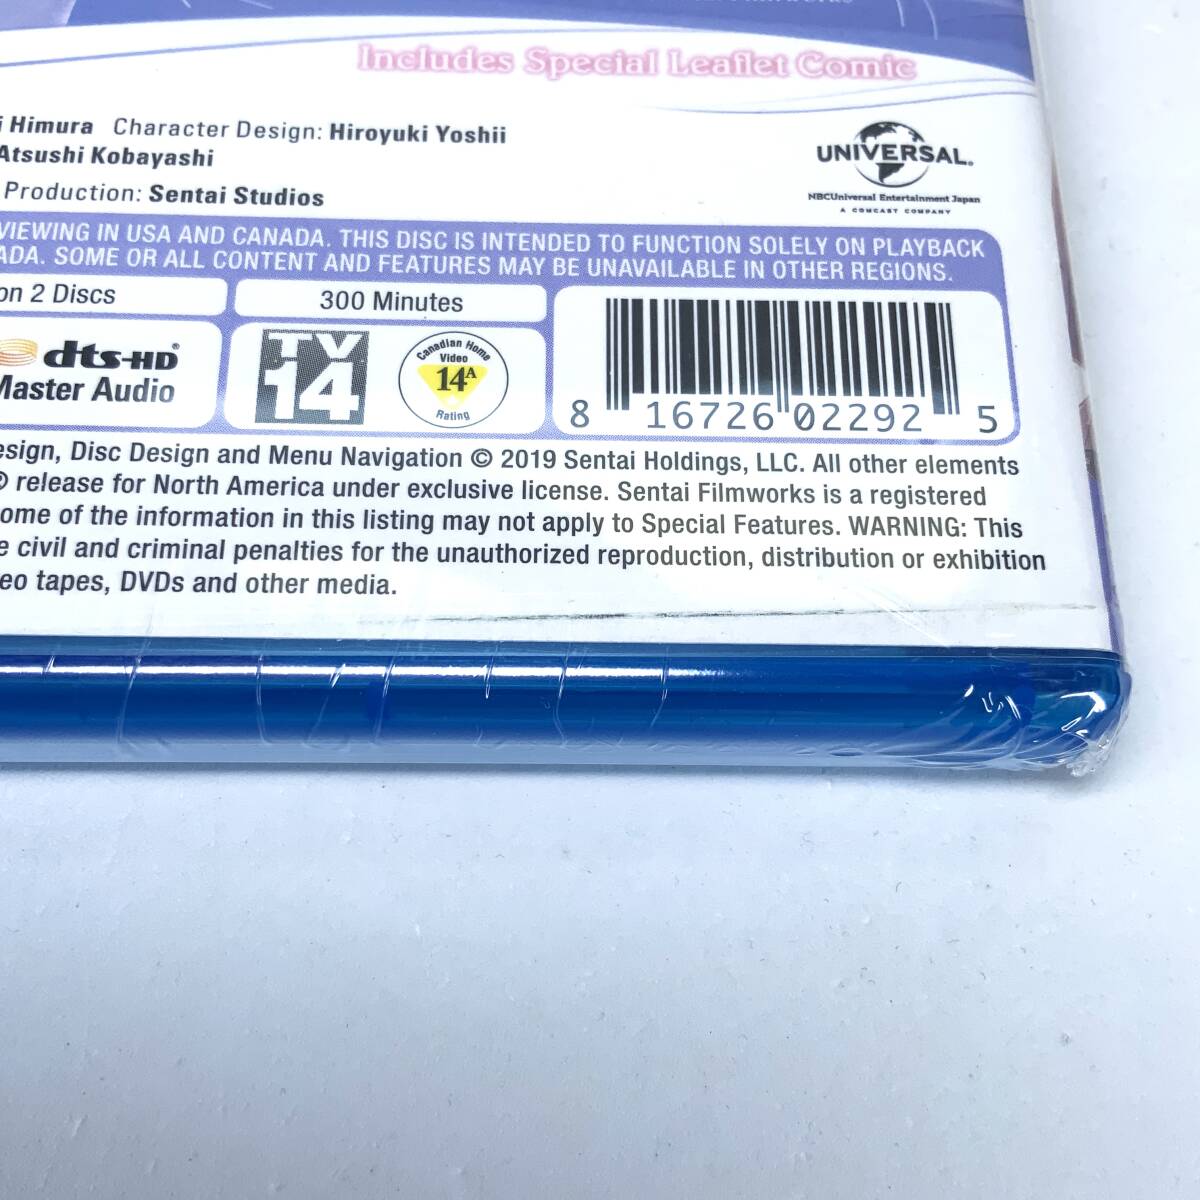 Includes Special Leaflet Comic
i Himura Character Design: Hiroyuki Yoshii
Atsushi Kobayashi
Production: Sentai Studios
UNIVERSAL.
NBCUniversal Entertainment Japan
A COMCAST COMPANY
VIEWING IN USA AND CANADA. THIS DISC IS INTENDED TO FUNCTION SOLELY ON PLAYBACK
ADA. SOME OR ALL CONTENT AND FEATURES MAY BE UNAVAILABLE IN OTHER REGIONS.
on 2 Discs
300 Minutes
dts-HD®
Master Audio
TV
14
Canadian Home
Video
14A
Rating
8 16726 02292 5
esign, Disc Design and Menu Navigation © 2019 Sentai Holdings, LLC. All other elements
® release for North America under exclusive license. Sentai Filmworks is a registered
ome of the information in this listing may not apply to Special Features. WARNING: This
e civil and criminal penalties for the unauthorized reproduction, distribution or exhibition
eo tapes, DVDs and other media.